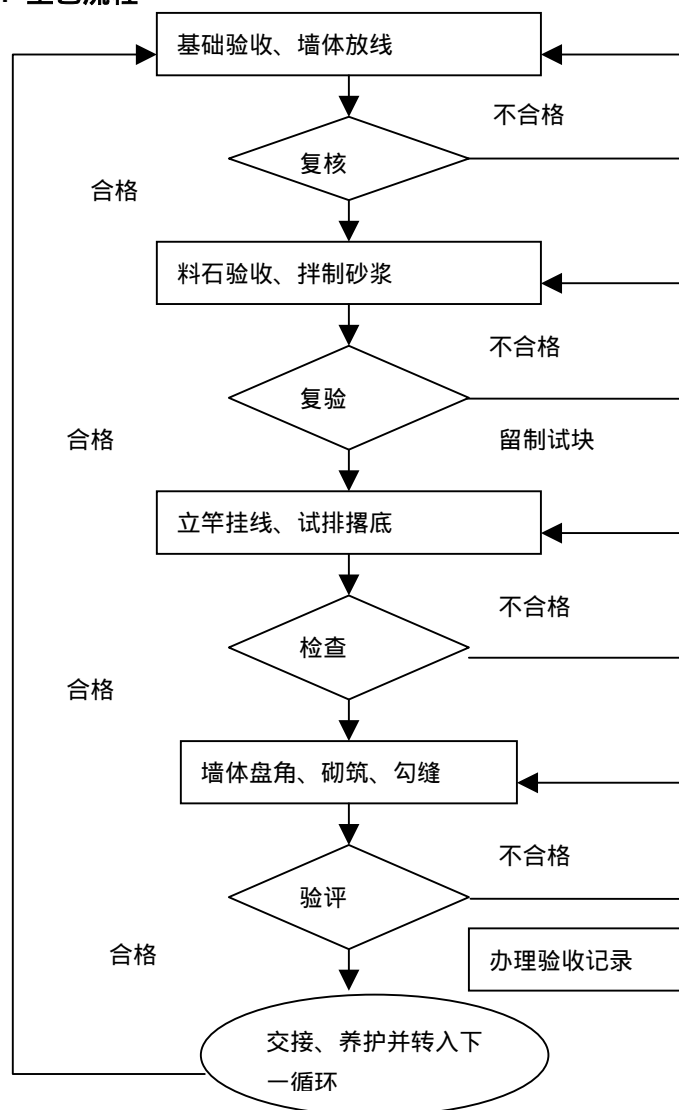 基础验收、墙体放线
不合格
复核
合格
料石验收、拌制砂浆
不合格
复验
合格
留制试块
立竿挂线、试排撂底
不合格
检查
合格
墙体盘角、砌筑、勾缝
不合格
验评
合格
办理验收记录
交接、养护并转入下
一循环